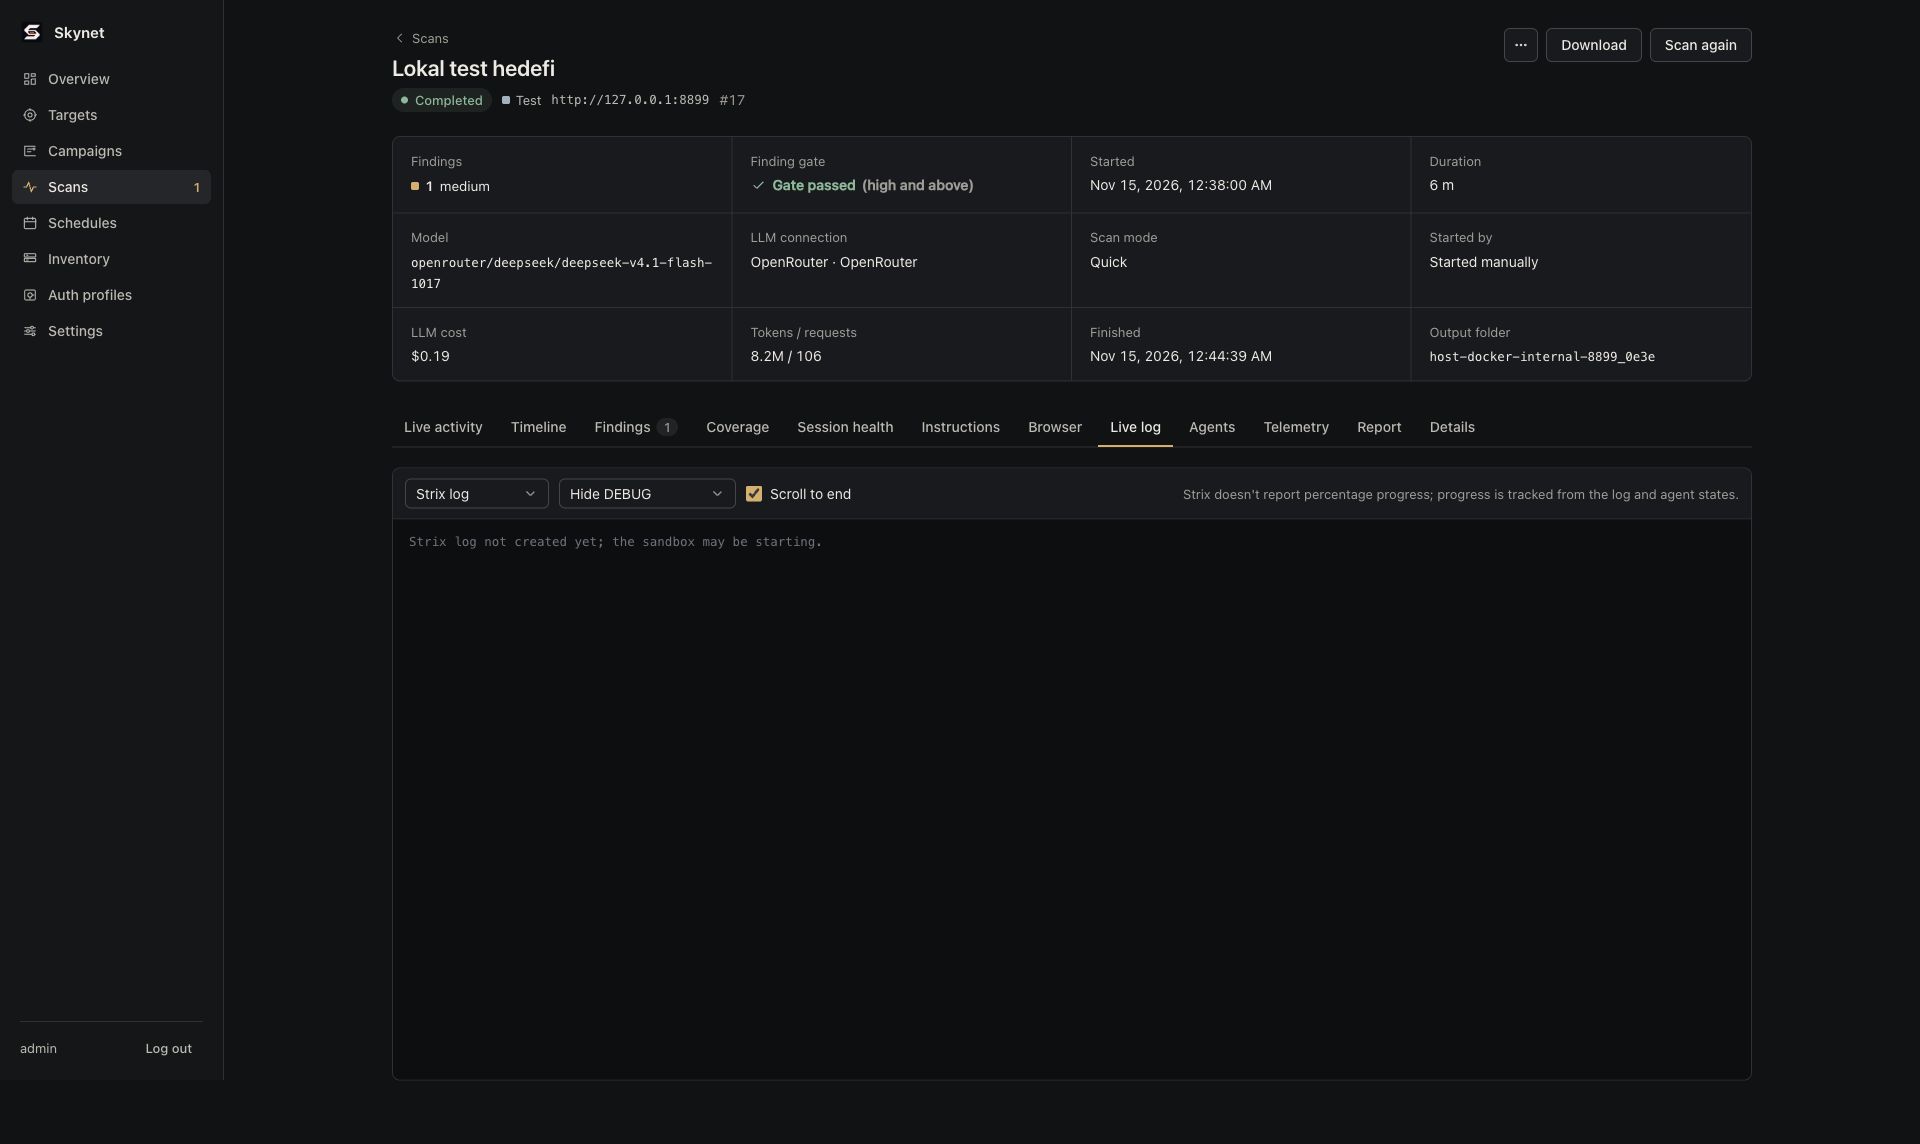 Skynet
Overview
Targets
Campaigns
Scans 1
Schedules
Inventory
Auth profiles
Settings
admin Log out
Scans
Lokal test hedefi
Completed Test http://127.0.0.1:8899 #17
... Download Scan again
Findings
1 medium
Finding gate
Gate passed (high and above)
Started
Nov 15, 2026, 12:38:00 AM
Duration
6 m
Model
openrouter/deepseek/deepseek-v4.1-flash-
1017
LLM connection
OpenRouter · OpenRouter
Scan mode
Quick
Started by
Started manually
LLM cost
$0.19
Tokens / requests
8.2M / 106
Finished
Nov 15, 2026, 12:44:39 AM
Output folder
host-docker-internal-8899_0e3e
Live activity Timeline Findings 1 Coverage Session health Instructions Browser Live log Agents Telemetry Report Details
Strix log Hide DEBUG Scroll to end Strix doesn't report percentage progress; progress is tracked from the log and agent states.
Strix log not created yet; the sandbox may be starting.